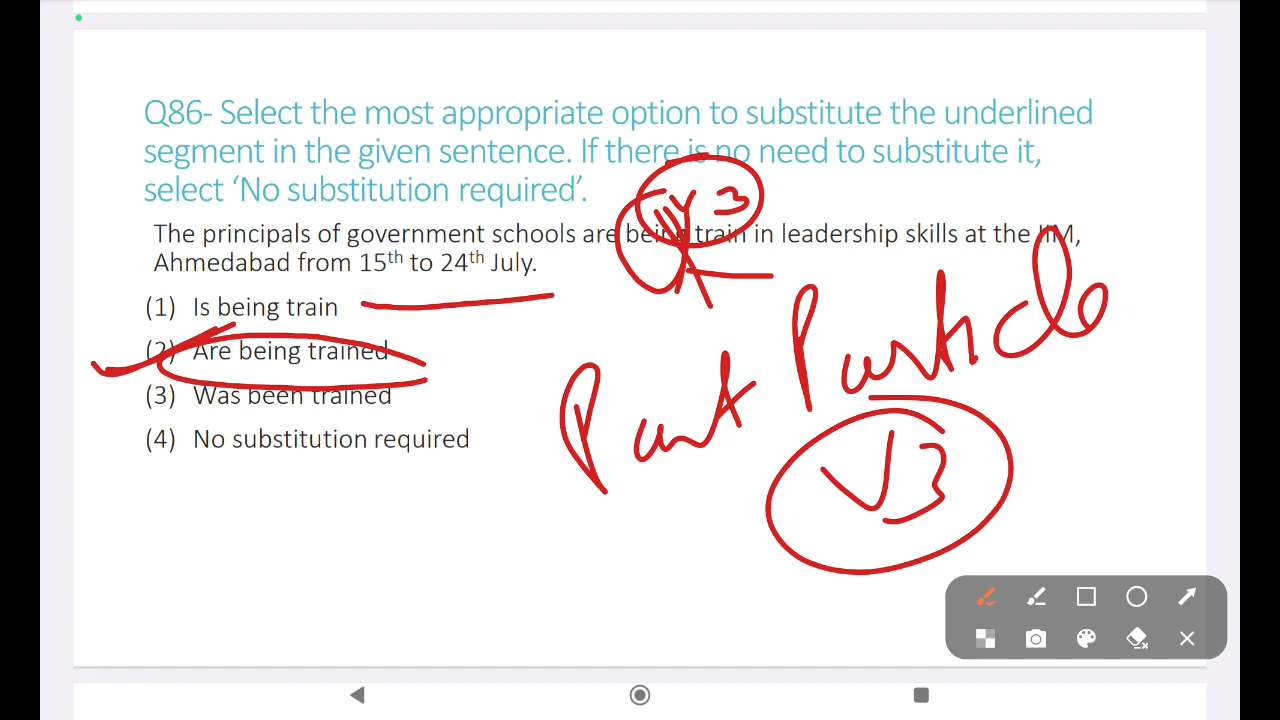 Q86- Select the most appropriate option to substitute the underlined
segment in the given sentence. If there is no need to substitute it,
select ‘No substitution required’.
V3
The principals of government schools are being train in leadership skills at the IIM,
Ahmedabad from 15th to 24th July.
(1) Is being train
(2) Are being trained
(3) Was been trained
(4) No substitution required
Past
V3